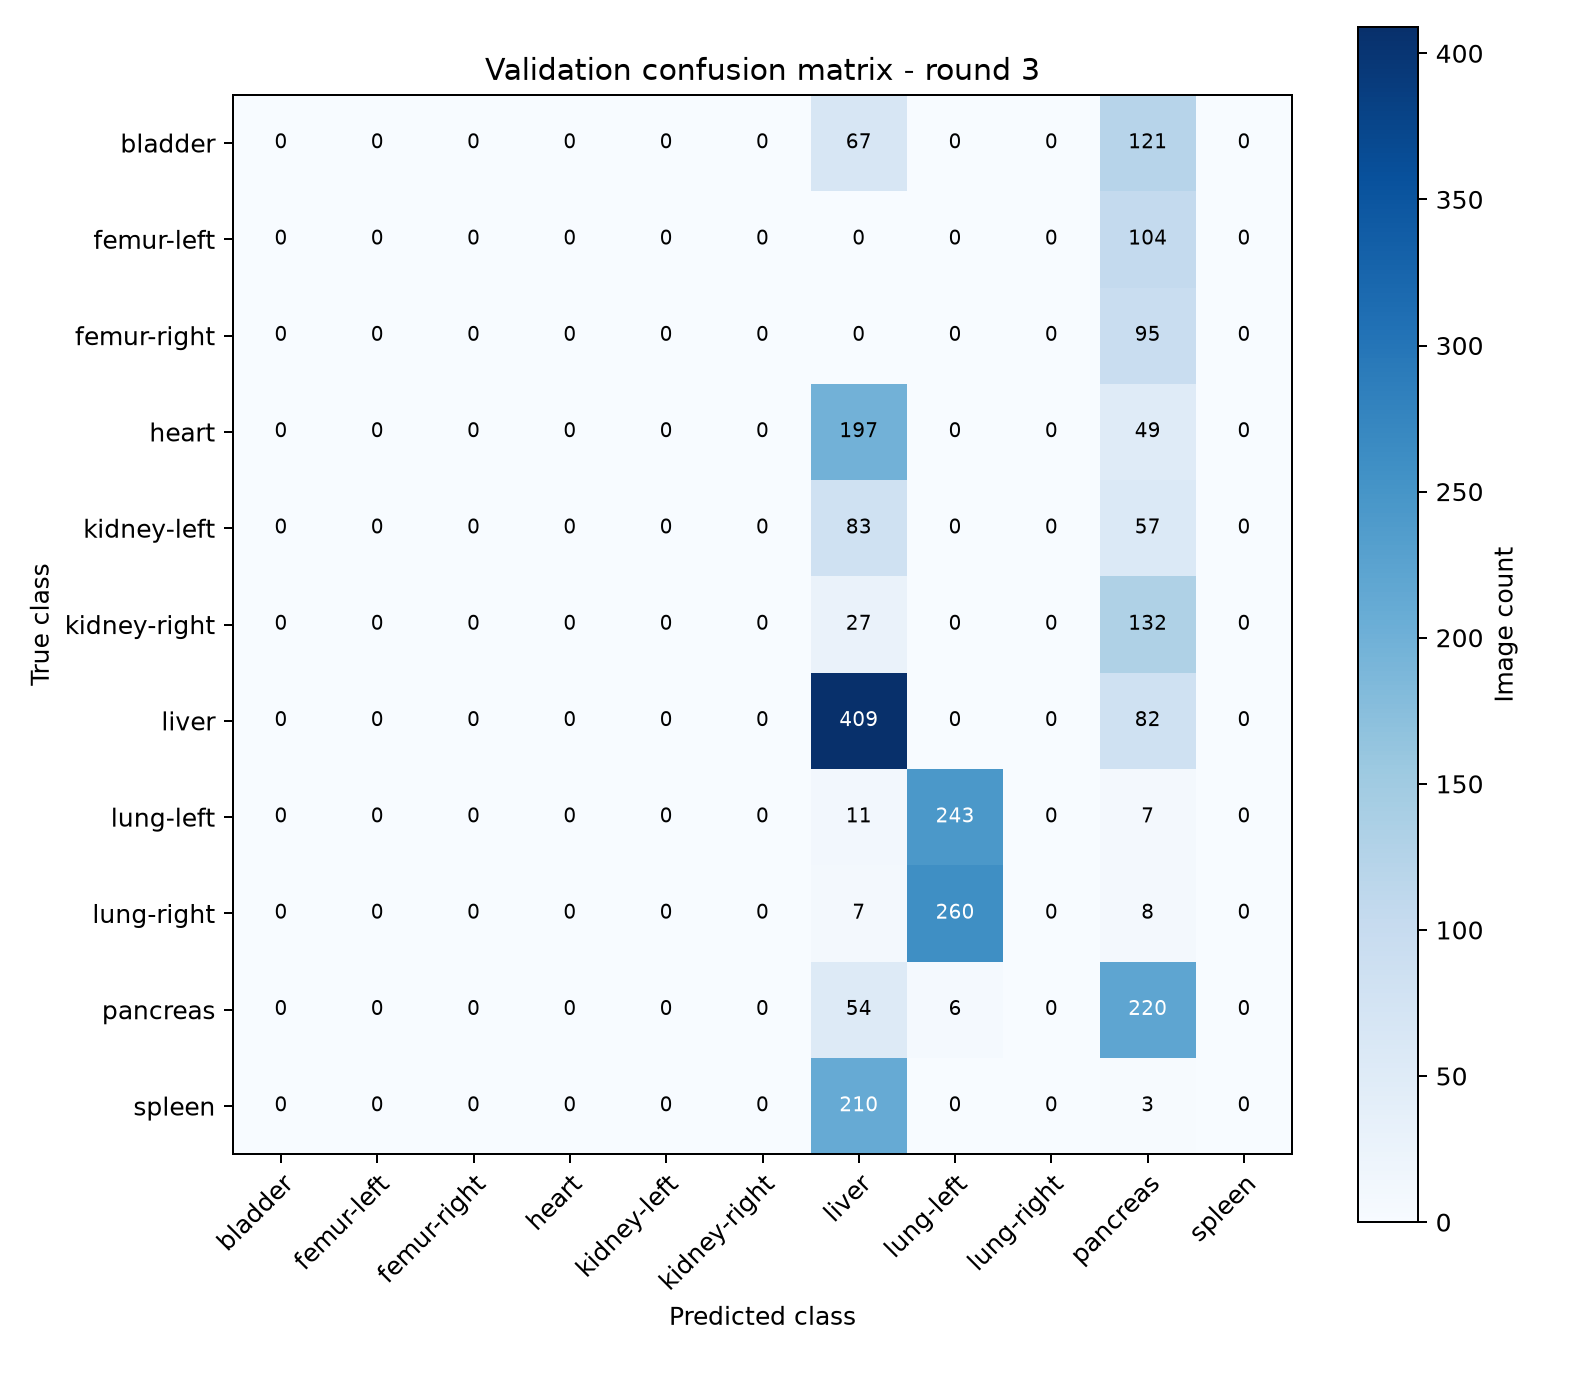 Validation confusion matrix - round 3
bladder 0 0 0 0 0 0 67 0 0 121 0
femur-left 0 0 0 0 0 0 0 0 0 104 0
femur-right 0 0 0 0 0 0 0 0 0 95 0
heart 0 0 0 0 0 0 197 0 0 49 0
kidney-left 0 0 0 0 0 0 83 0 0 57 0
kidney-right 0 0 0 0 0 0 27 0 0 132 0
liver 0 0 0 0 0 0 409 0 0 82 0
lung-left 0 0 0 0 0 0 11 243 0 7 0
lung-right 0 0 0 0 0 0 7 260 0 8 0
pancreas 0 0 0 0 0 0 54 6 0 220 0
spleen 0 0 0 0 0 0 210 0 0 3 0
True class
bladder femur-left femur-right heart kidney-left kidney-right liver lung-left lung-right pancreas spleen
Predicted class
400
350
300
250
200
150
100
50
0
Image count